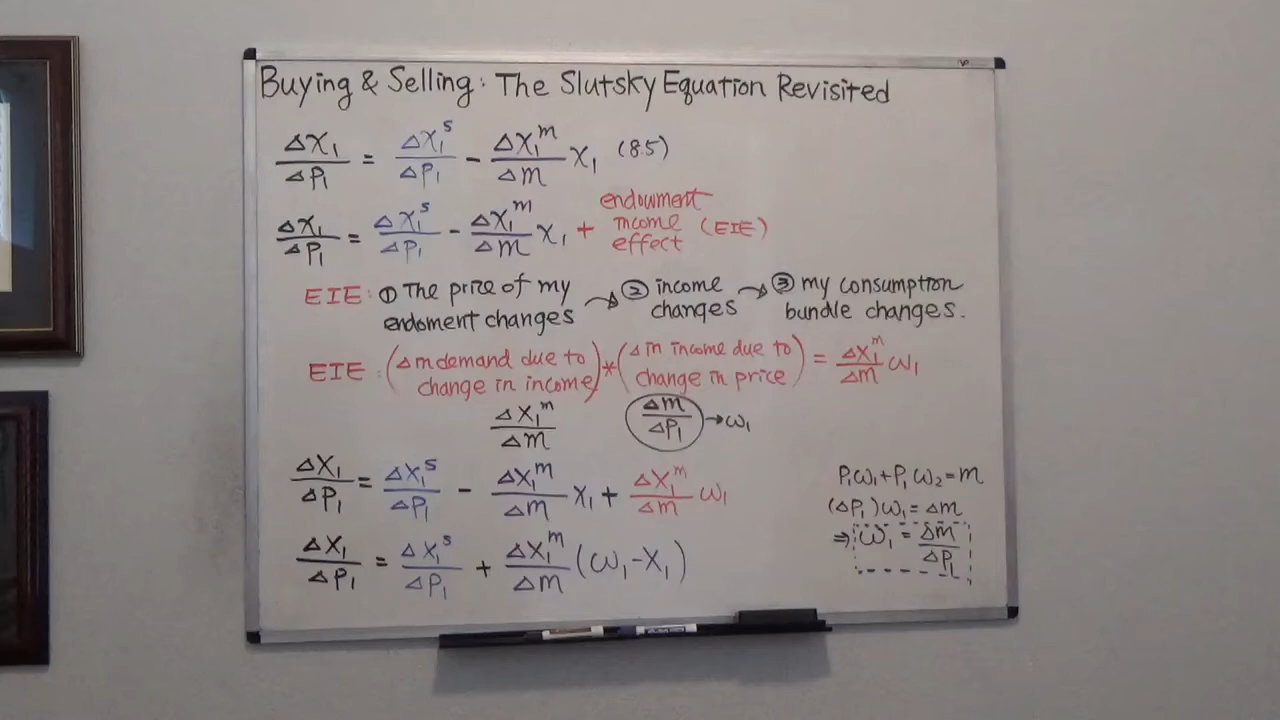 Buying & Selling: The Slutsky Equation Revisited
ΔX₁/ΔP₁ = ΔX₁ˢ/ΔP₁ - ΔX₁ᵐ/Δm X₁ (8.5)
ΔX₁/ΔP₁ = ΔX₁ˢ/ΔP₁ - ΔX₁ᵐ/Δm X₁ + endowment income effect (EIE)
EIE: ① The price of my endoment changes → ② income changes → ③ my consumption bundle changes.
EIE: (Δ m demand due to change in income) * (Δ in income due to change in price) = ΔX₁ᵐ/Δm ω₁
ΔX₁ᵐ/Δm Δm/ΔP₁ → ω₁
ΔX₁/ΔP₁ = ΔX₁ˢ/ΔP₁ - ΔX₁ᵐ/Δm X₁ + ΔX₁ᵐ/Δm ω₁
ΔX₁/ΔP₁ = ΔX₁ˢ/ΔP₁ + ΔX₁ᵐ/Δm (ω₁-X₁)
P₁ω₁+P₁ω₂=m
(ΔP₁)ω₁=Δm
⇒ ω₁ = Δm/ΔP₁